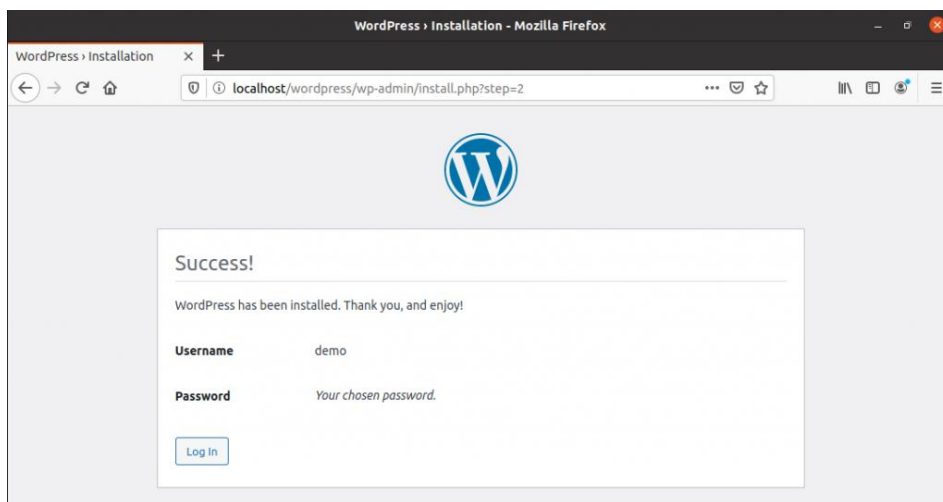 WordPress › Installation - Mozilla Firefox
WordPress › Installation
localhost/wordpress/wp-admin/install.php?step=2
Success!
WordPress has been installed. Thank you, and enjoy!
Username demo
Password Your chosen password.
Log In